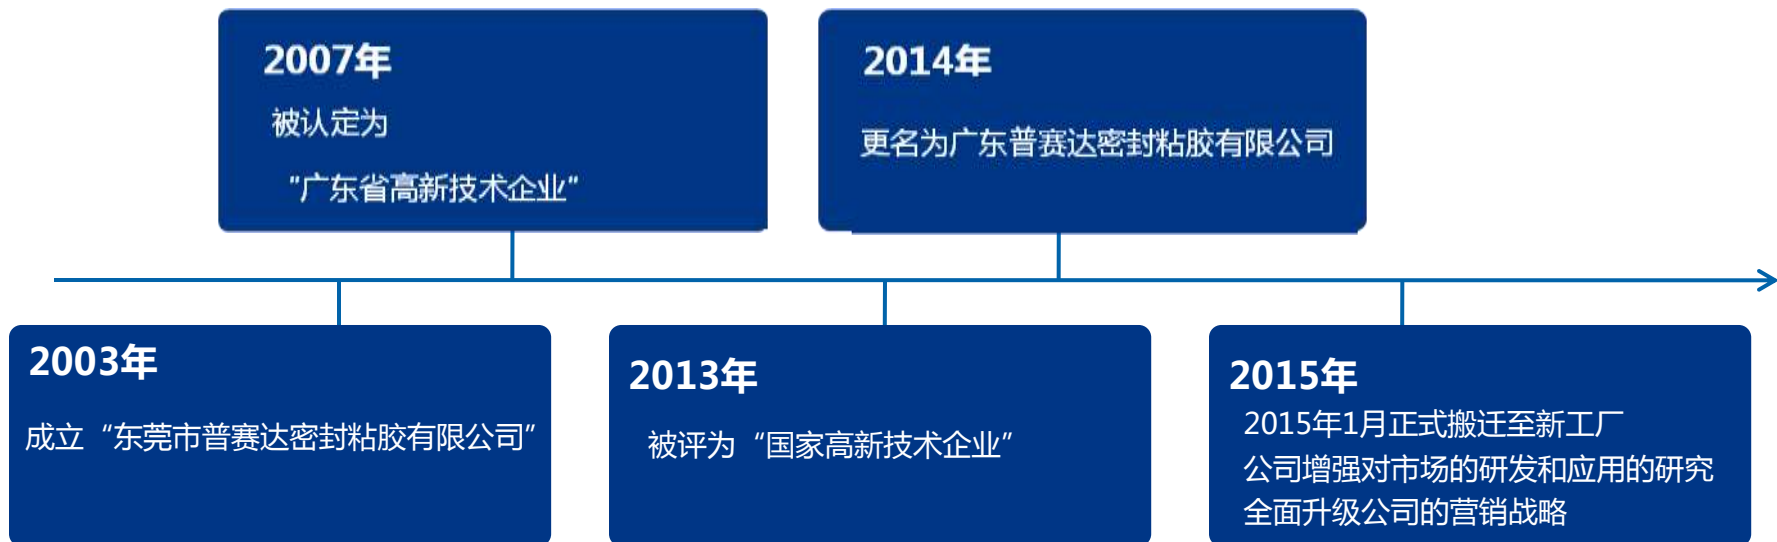 2007年
被认定为
“广东省高新技术企业”
2014年
更名为广东普赛达密封粘胶有限公司
2003年
成立“东莞市普赛达密封粘胶有限公司”
2013年
被评为“国家高新技术企业”
2015年
2015年1月正式搬迁至新工厂
公司增强对市场的研发和应用的研究
全面升级公司的营销战略